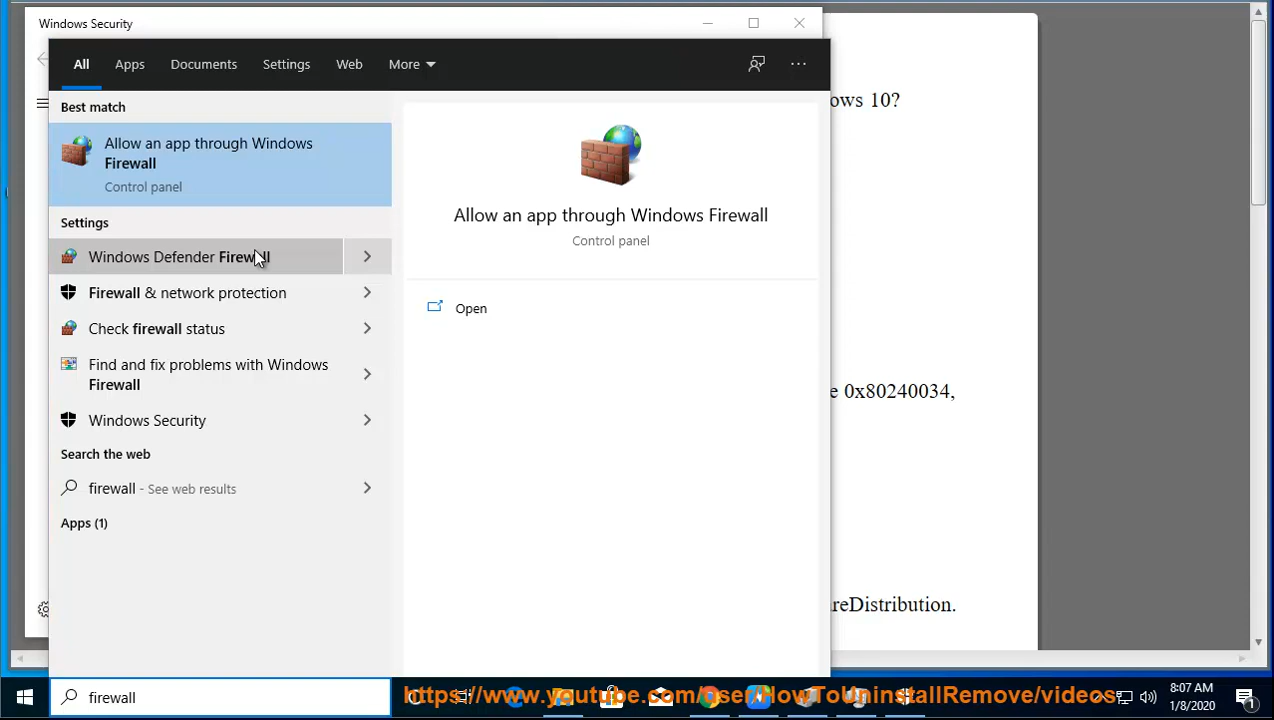 Windows Security
All Apps Documents Settings Web More
Best match
Allow an app through Windows
Firewall
Control panel
Settings
Windows Defender Firewall
Firewall & network protection
Check firewall status
Find and fix problems with Windows
Firewall
Windows Security
Search the web
firewall - See web results
Apps (1)
Allow an app through Windows Firewall
Control panel
Open
ows 10?
e 0x80240034,
reDistribution.
firewall
https://www.youtube.com/user/HowToUninstallRemove/videos
8:07 AM
1/8/2020
1